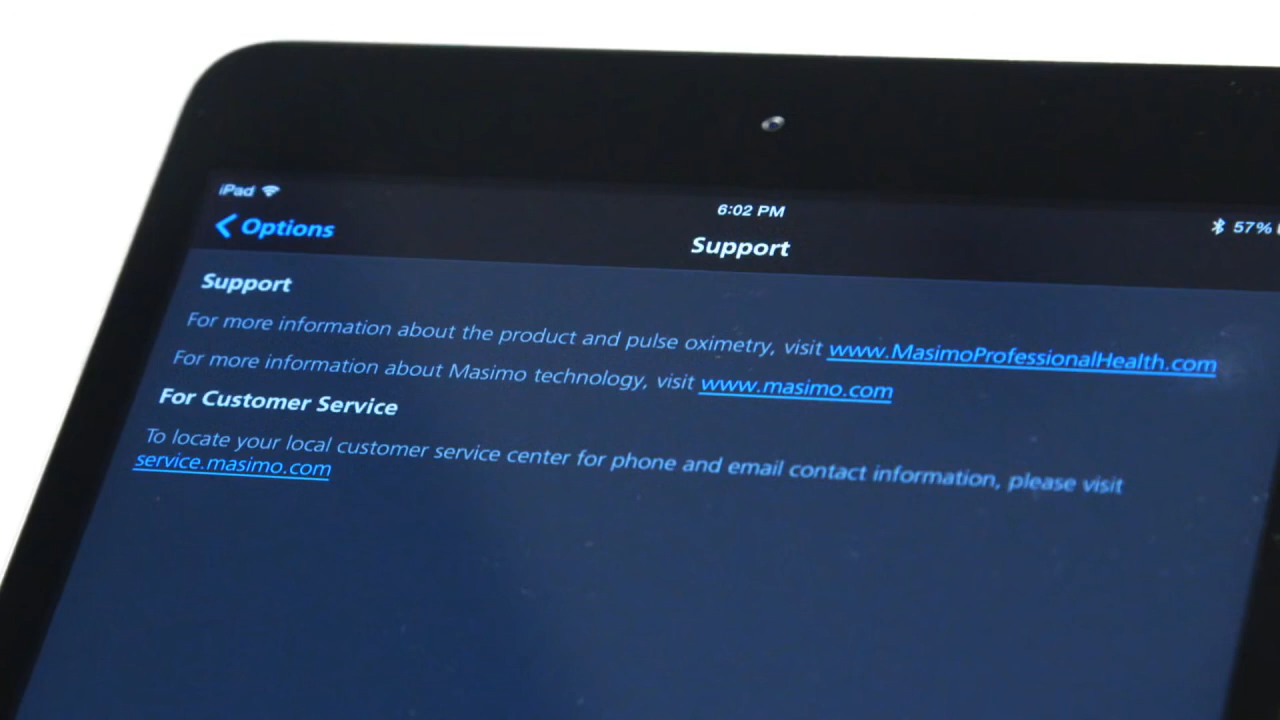 iPad
6:02 PM
57%
Options
Support
Support
For more information about the product and pulse oximetry, visit www.MasimoProfessionalHealth.com
For more information about Masimo technology, visit www.masimo.com
For Customer Service
To locate your local customer service center for phone and email contact information, please visit
service.masimo.com